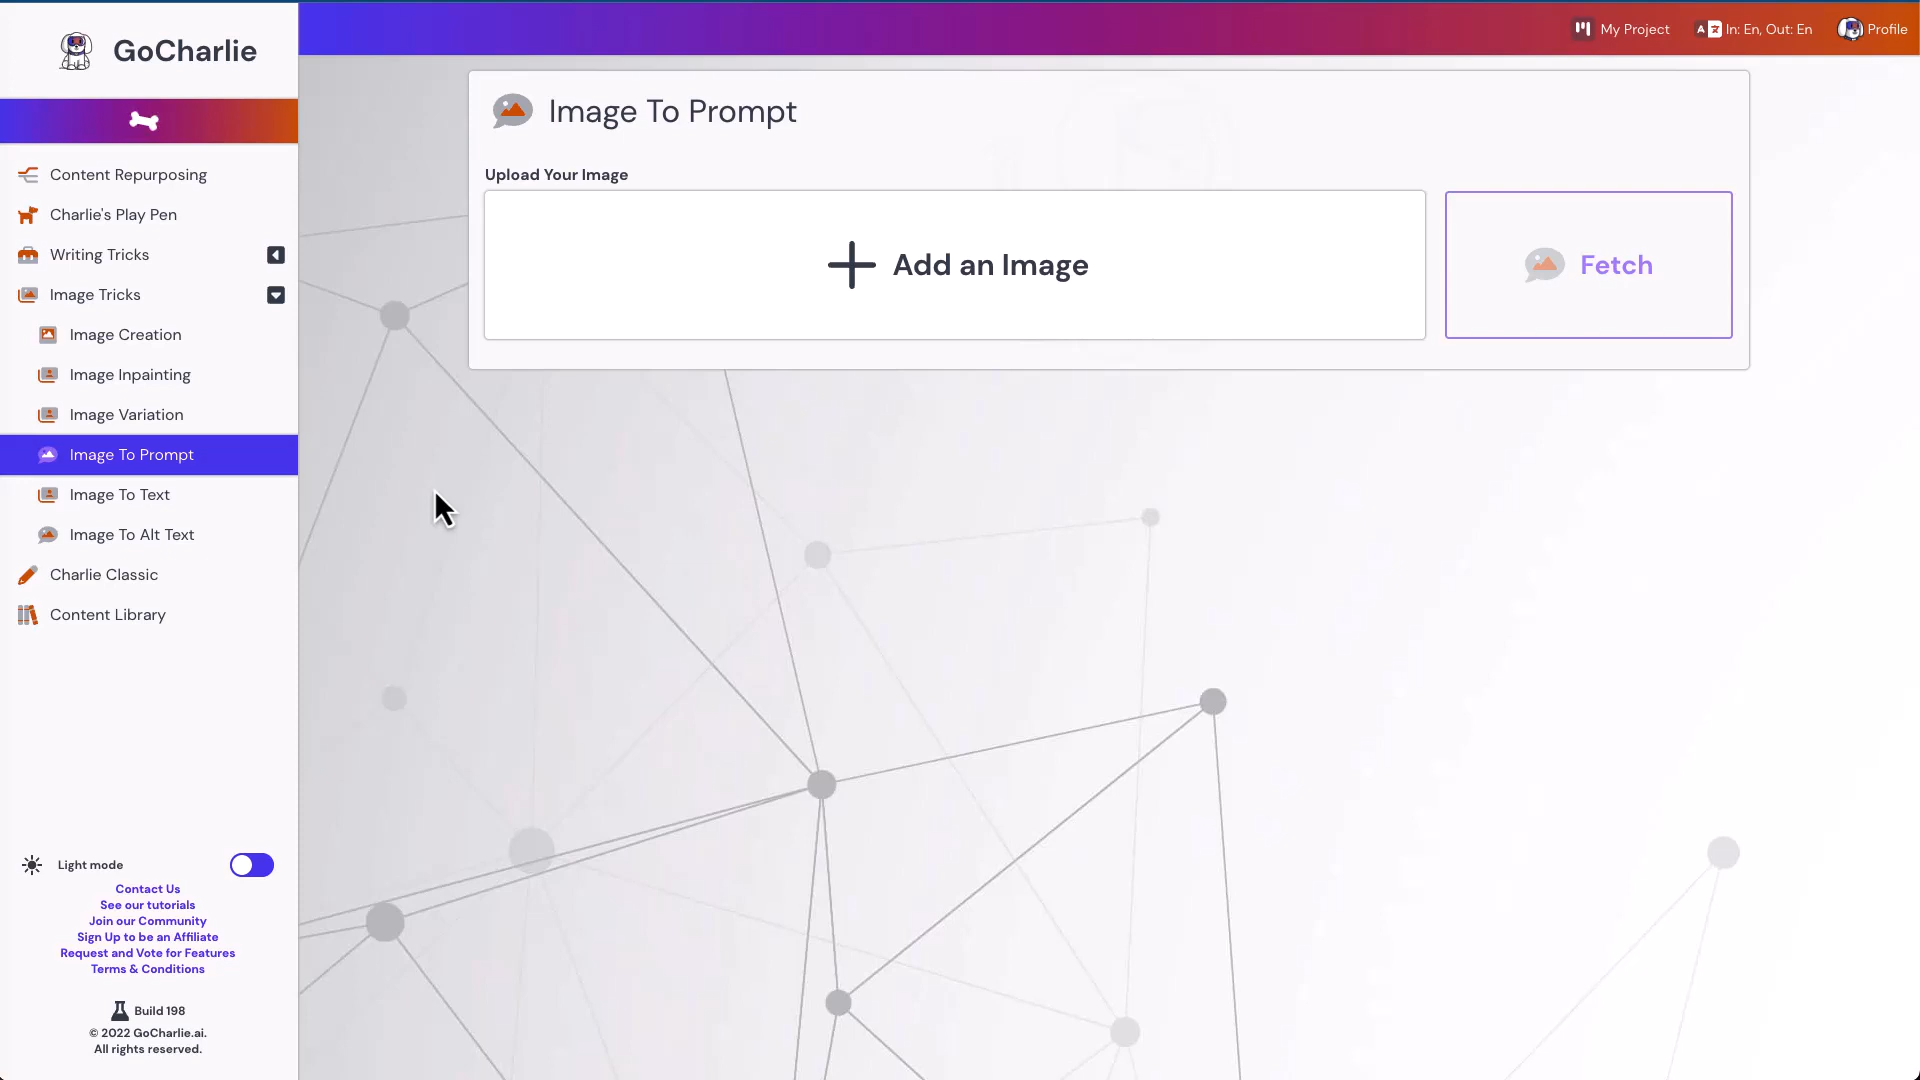 GoCharlie
My Project
In: En, Out: En
Profile
Content Repurposing
Charlie's Play Pen
Writing Tricks
Image Tricks
Image Creation
Image Inpainting
Image Variation
Image To Prompt
Image To Text
Image To Alt Text
Charlie Classic
Content Library
Light mode
Contact Us
See our tutorials
Join our Community
Sign Up to be an Affiliate
Request and Vote for Features
Terms & Conditions
Build 198
© 2022 GoCharlie.ai.
All rights reserved.
Image To Prompt
Upload Your Image
Add an Image
Fetch